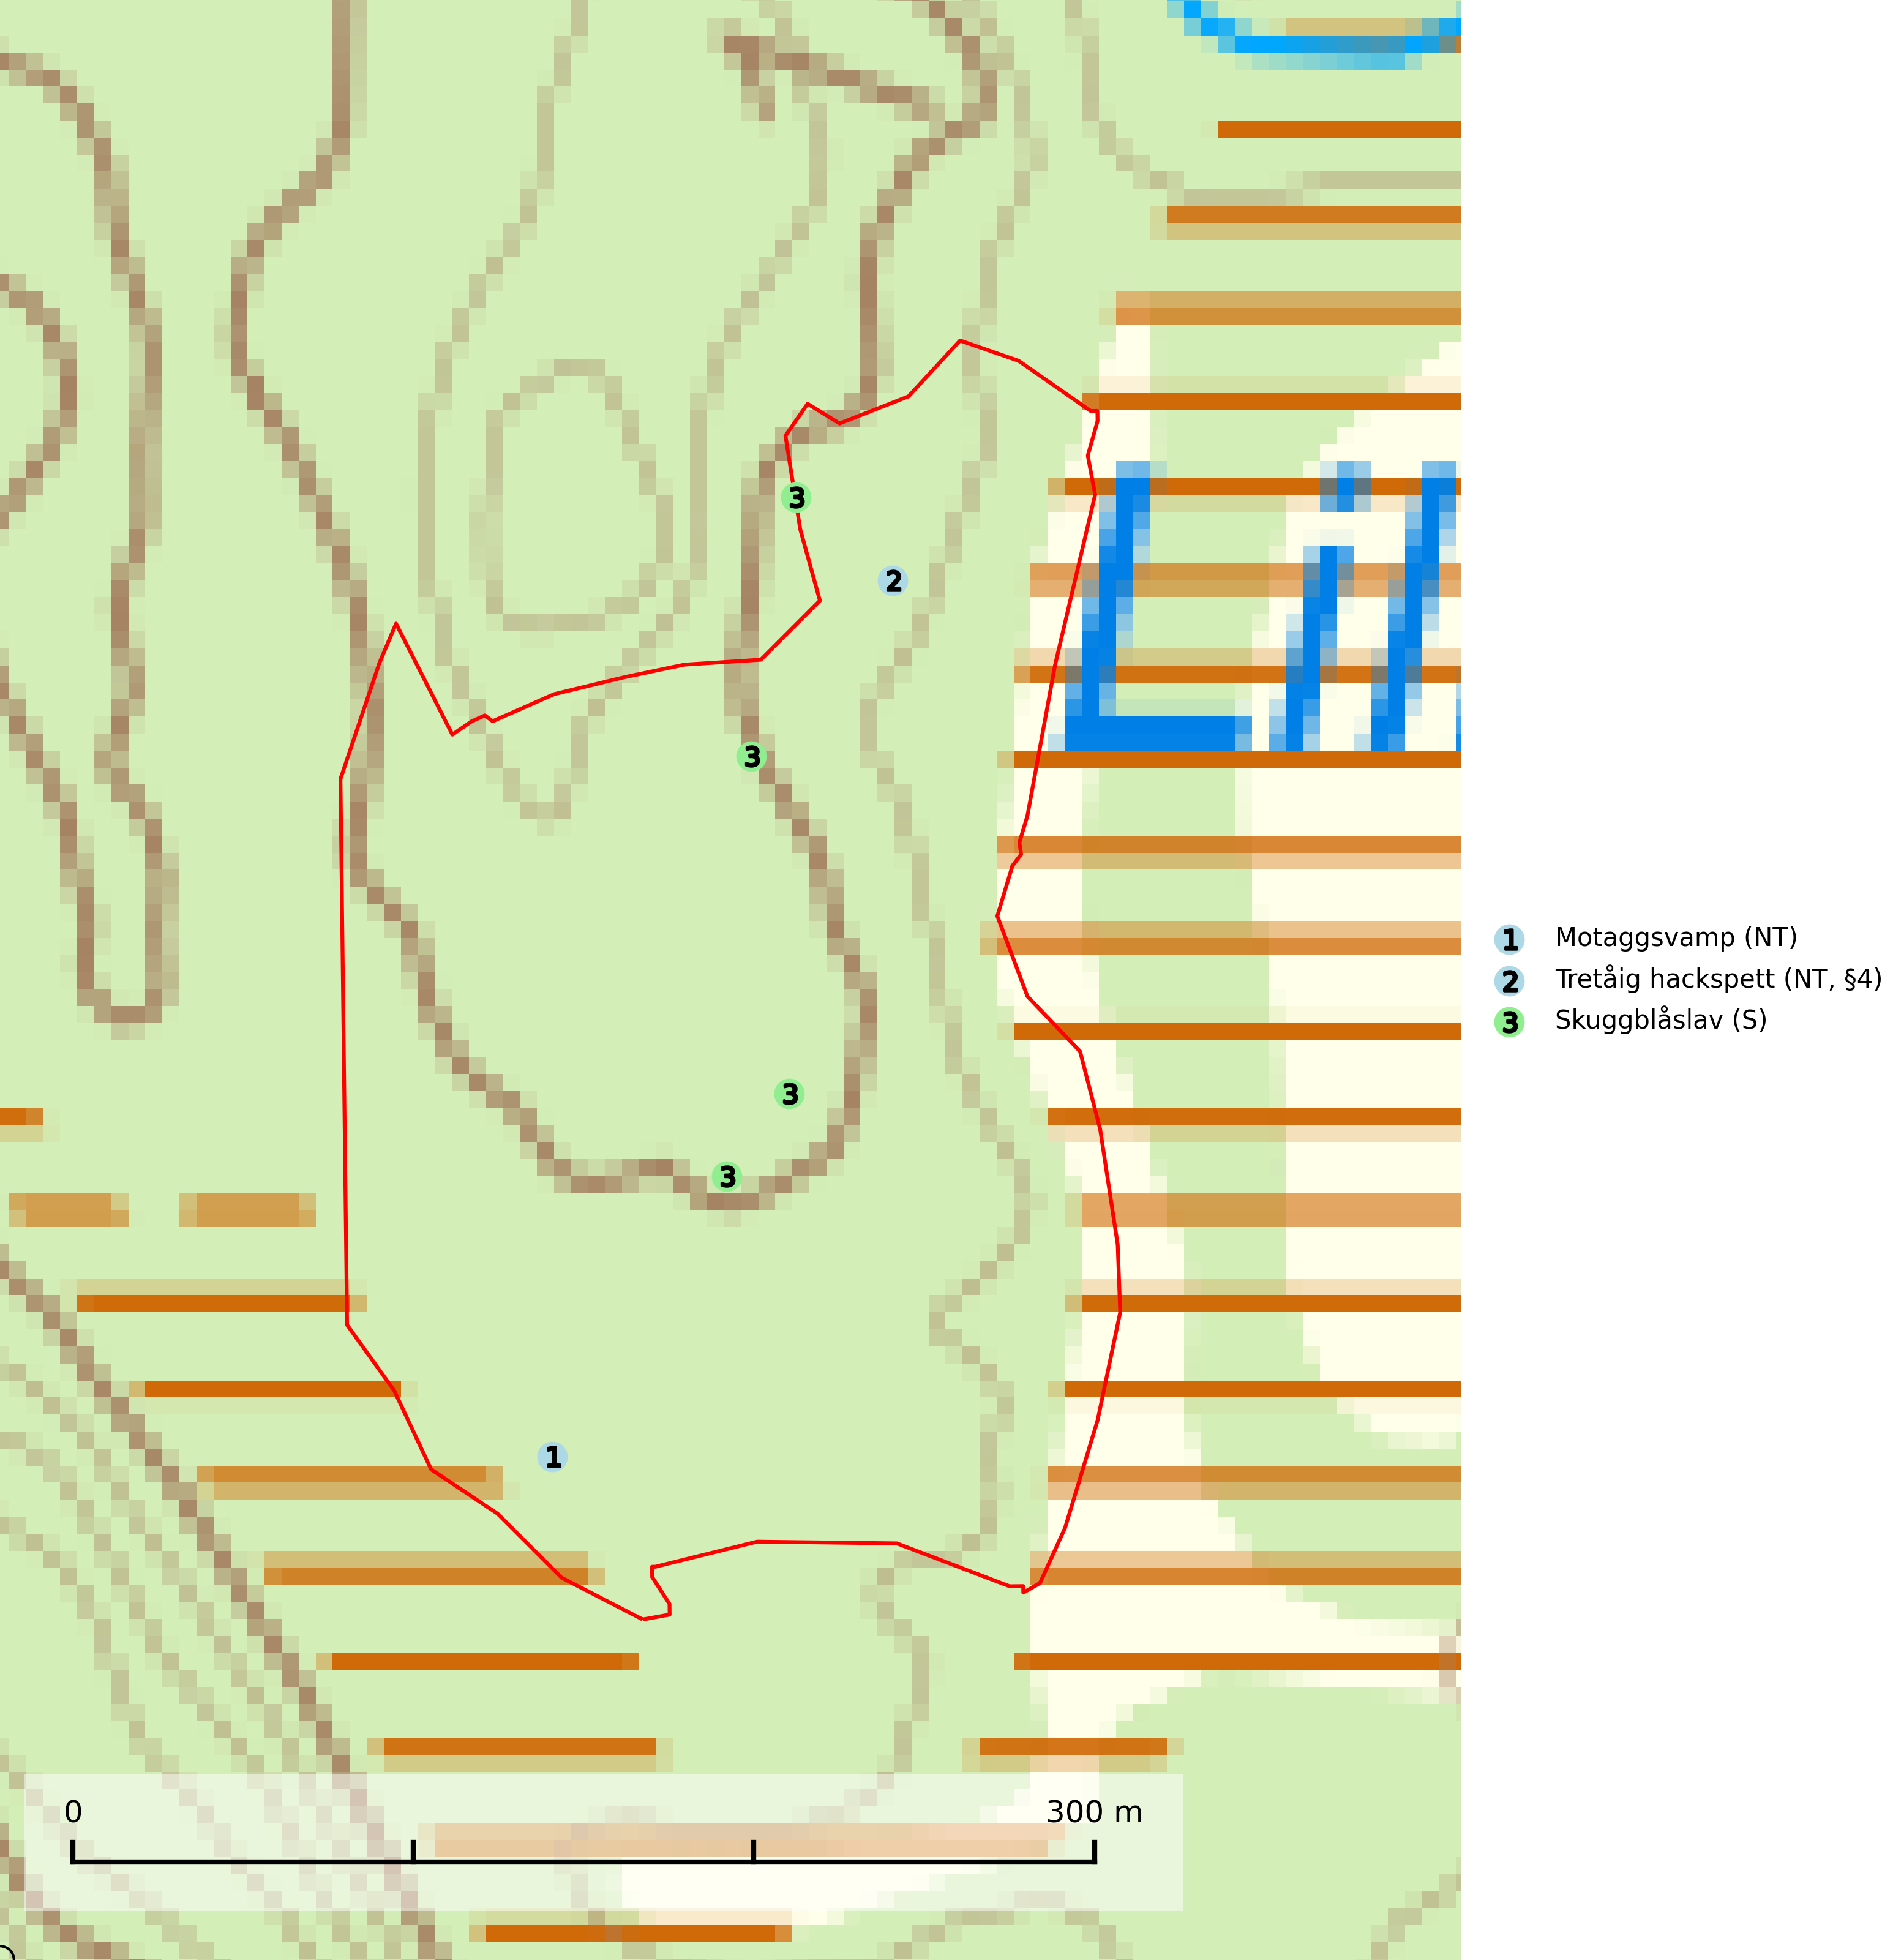 3
2
3
3
3
1
1 Motaggsvamp (NT)
2 Tretåig hackspett (NT, §4)
3 Skuggblåslav (S)
0 300 m